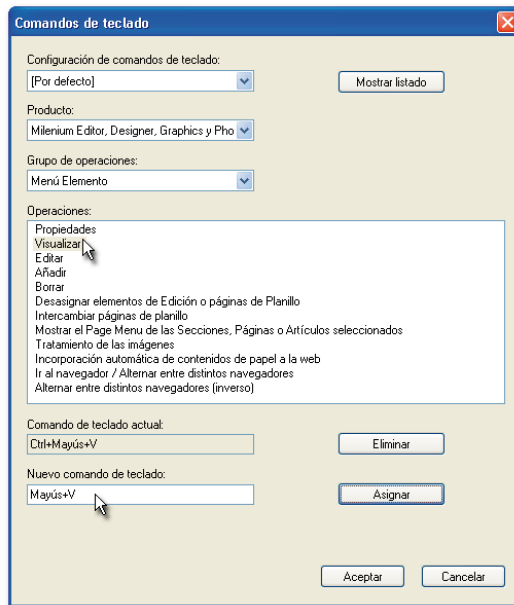 Comandos de teclado
Configuración de comandos de teclado:
[Por defecto]
Mostrar listado
Producto:
Milenium Editor, Designer, Graphics y Pho
Grupo de operaciones:
Menú Elemento
Operaciones:
Propiedades
Visualizar
Editar
Añadir
Borrar
Desasignar elementos de Edición o páginas de Planillo
Intercambiar páginas de planillo
Mostrar el Page Menu de las Secciones, Páginas o Artículos seleccionados
Tratamiento de las imágenes
Incorporación automática de contenidos de papel a la web
Ir al navegador / Alternar entre distintos navegadores
Alternar entre distintos navegadores (inverso)
Comando de teclado actual:
Ctrl+Mayús+V
Eliminar
Nuevo comando de teclado:
Mayús+V
Asignar
Aceptar
Cancelar